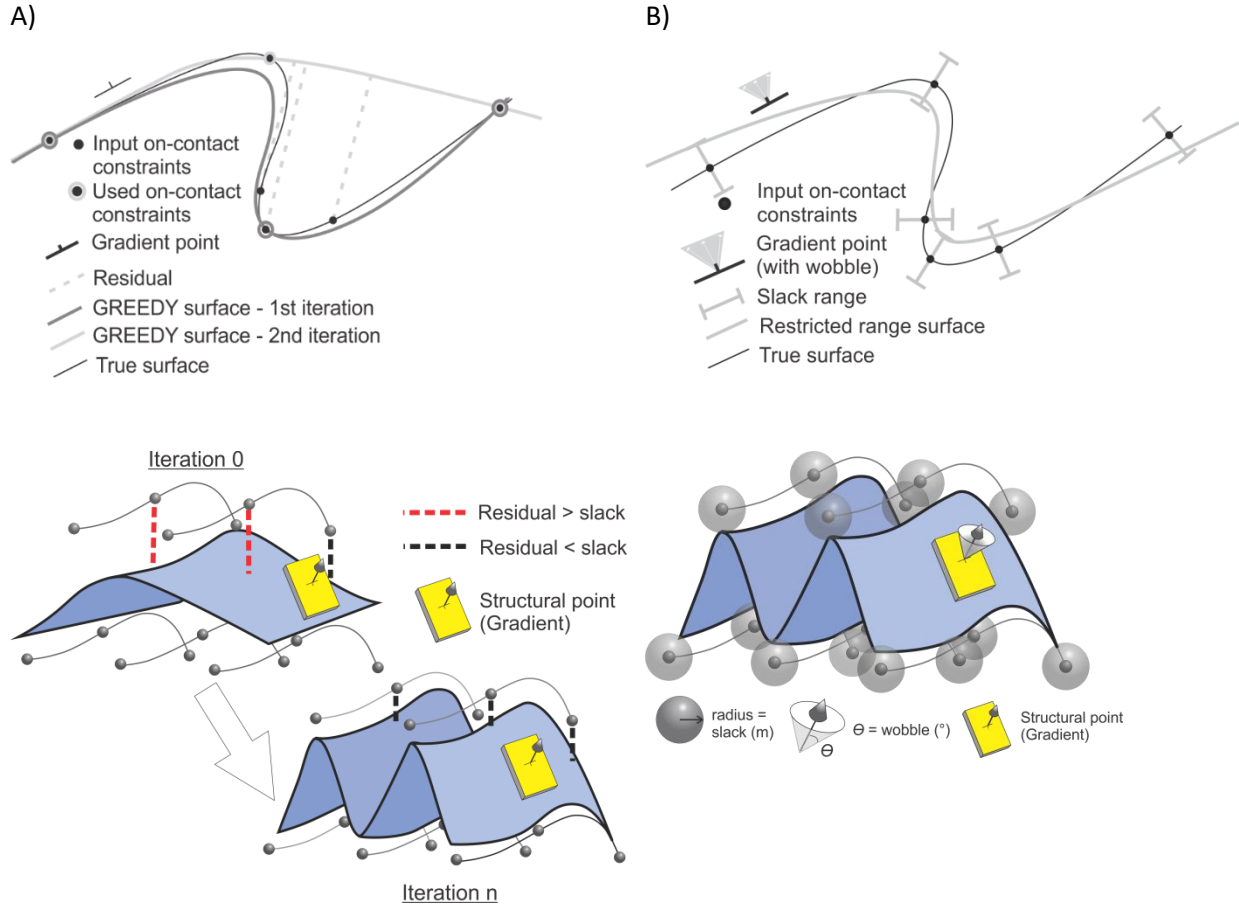 A)
Input on-contact
constraints
Used on-contact
constraints
Gradient point
Residual
GREEDY surface - 1st iteration
GREEDY surface - 2nd iteration
True surface
B)
Input on-contact
constraints
Gradient point
(with wobble)
Slack range
Restricted range surface
True surface
Iteration 0
Residual > slack
Residual < slack
Structural point
(Gradient)
Iteration n
radius =
slack (m)
Θ
Θ = wobble (°)
Structural point
(Gradient)